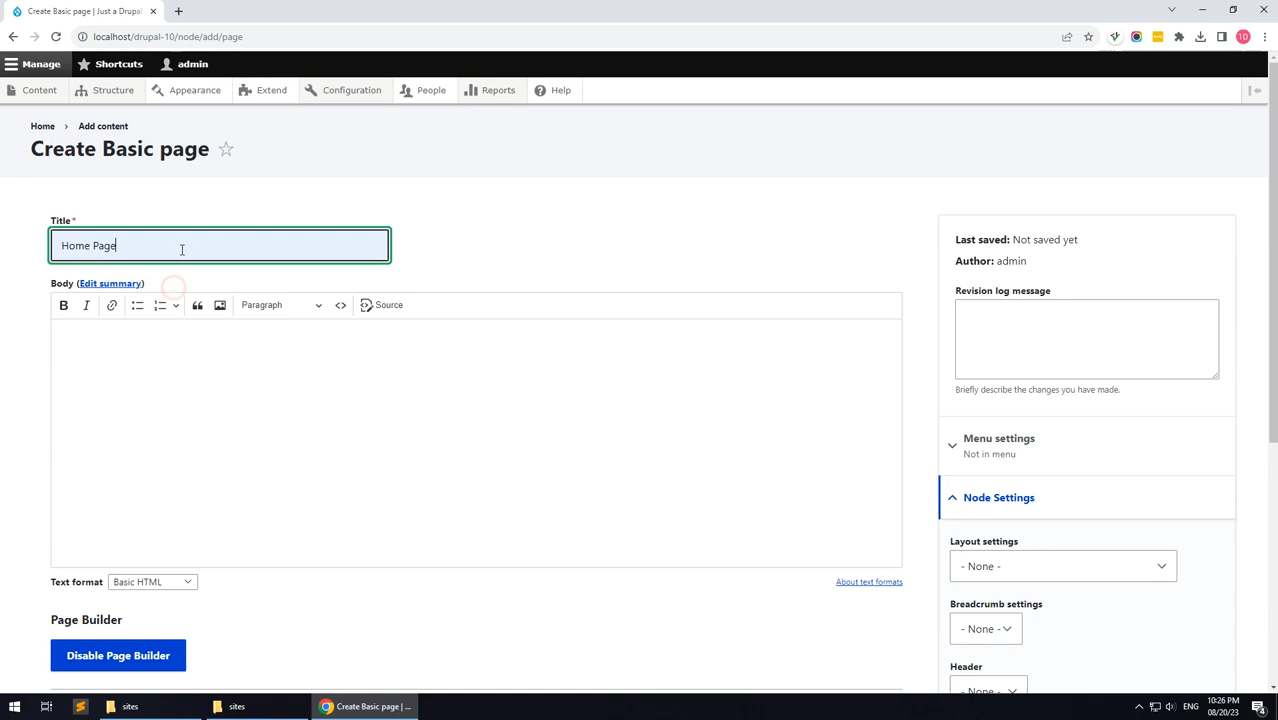 Create Basic page | Just a Drupal
localhost/drupal-10/node/add/page
1D
Manage
Shortcuts
admin
Content
Structure
Appearance
Extend
Configuration
People
Reports
Help
Home
Add content
Create Basic page
Title*
Home Page
Body (Edit summary)
Paragraph
Source
Text format
Basic HTML
About text formats
Page Builder
Disable Page Builder
Last saved: Not saved yet
Author: admin
Revision log message
Briefly describe the changes you have made.
Menu settings
Not in menu
Node Settings
Layout settings
- None -
Breadcrumb settings
- None -
Header
- None -
sites
sites
Create Basic page | ...
ENG
10:26 PM
08/20/23
4